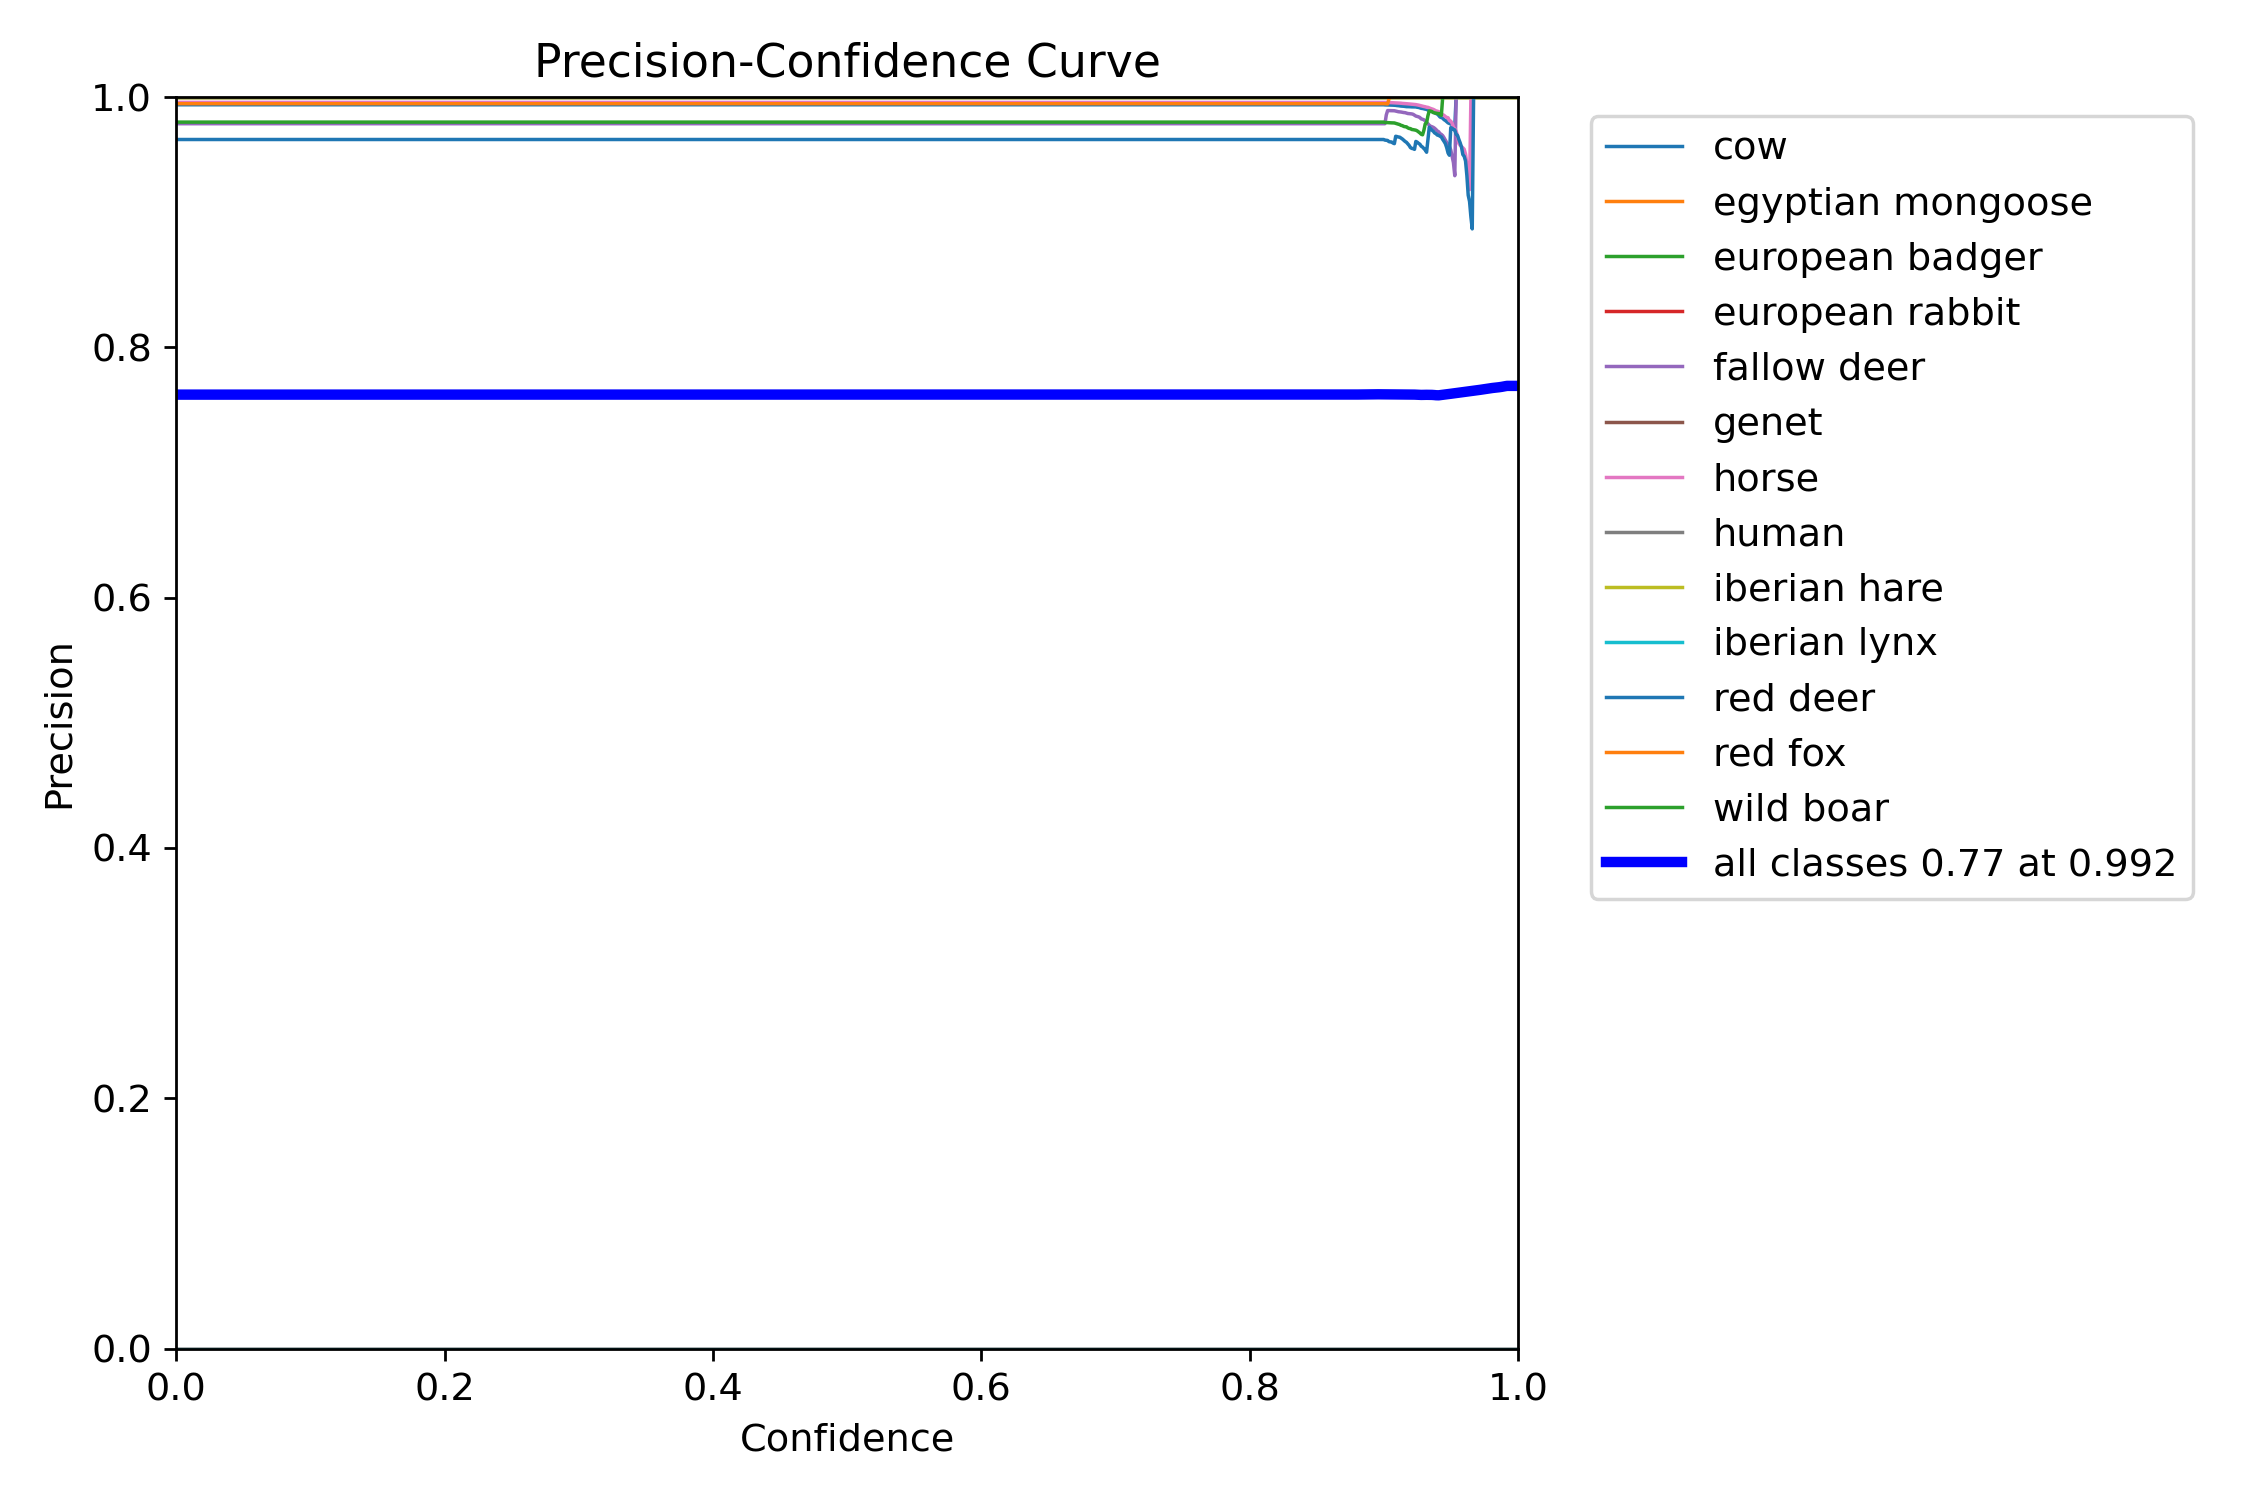 Precision-Confidence Curve
1.0
0.8
0.6
0.4
0.2
0.0
Precision
0.0 0.2 0.4 0.6 0.8 1.0
Confidence
cow
egyptian mongoose
european badger
european rabbit
fallow deer
genet
horse
human
iberian hare
iberian lynx
red deer
red fox
wild boar
all classes 0.77 at 0.992